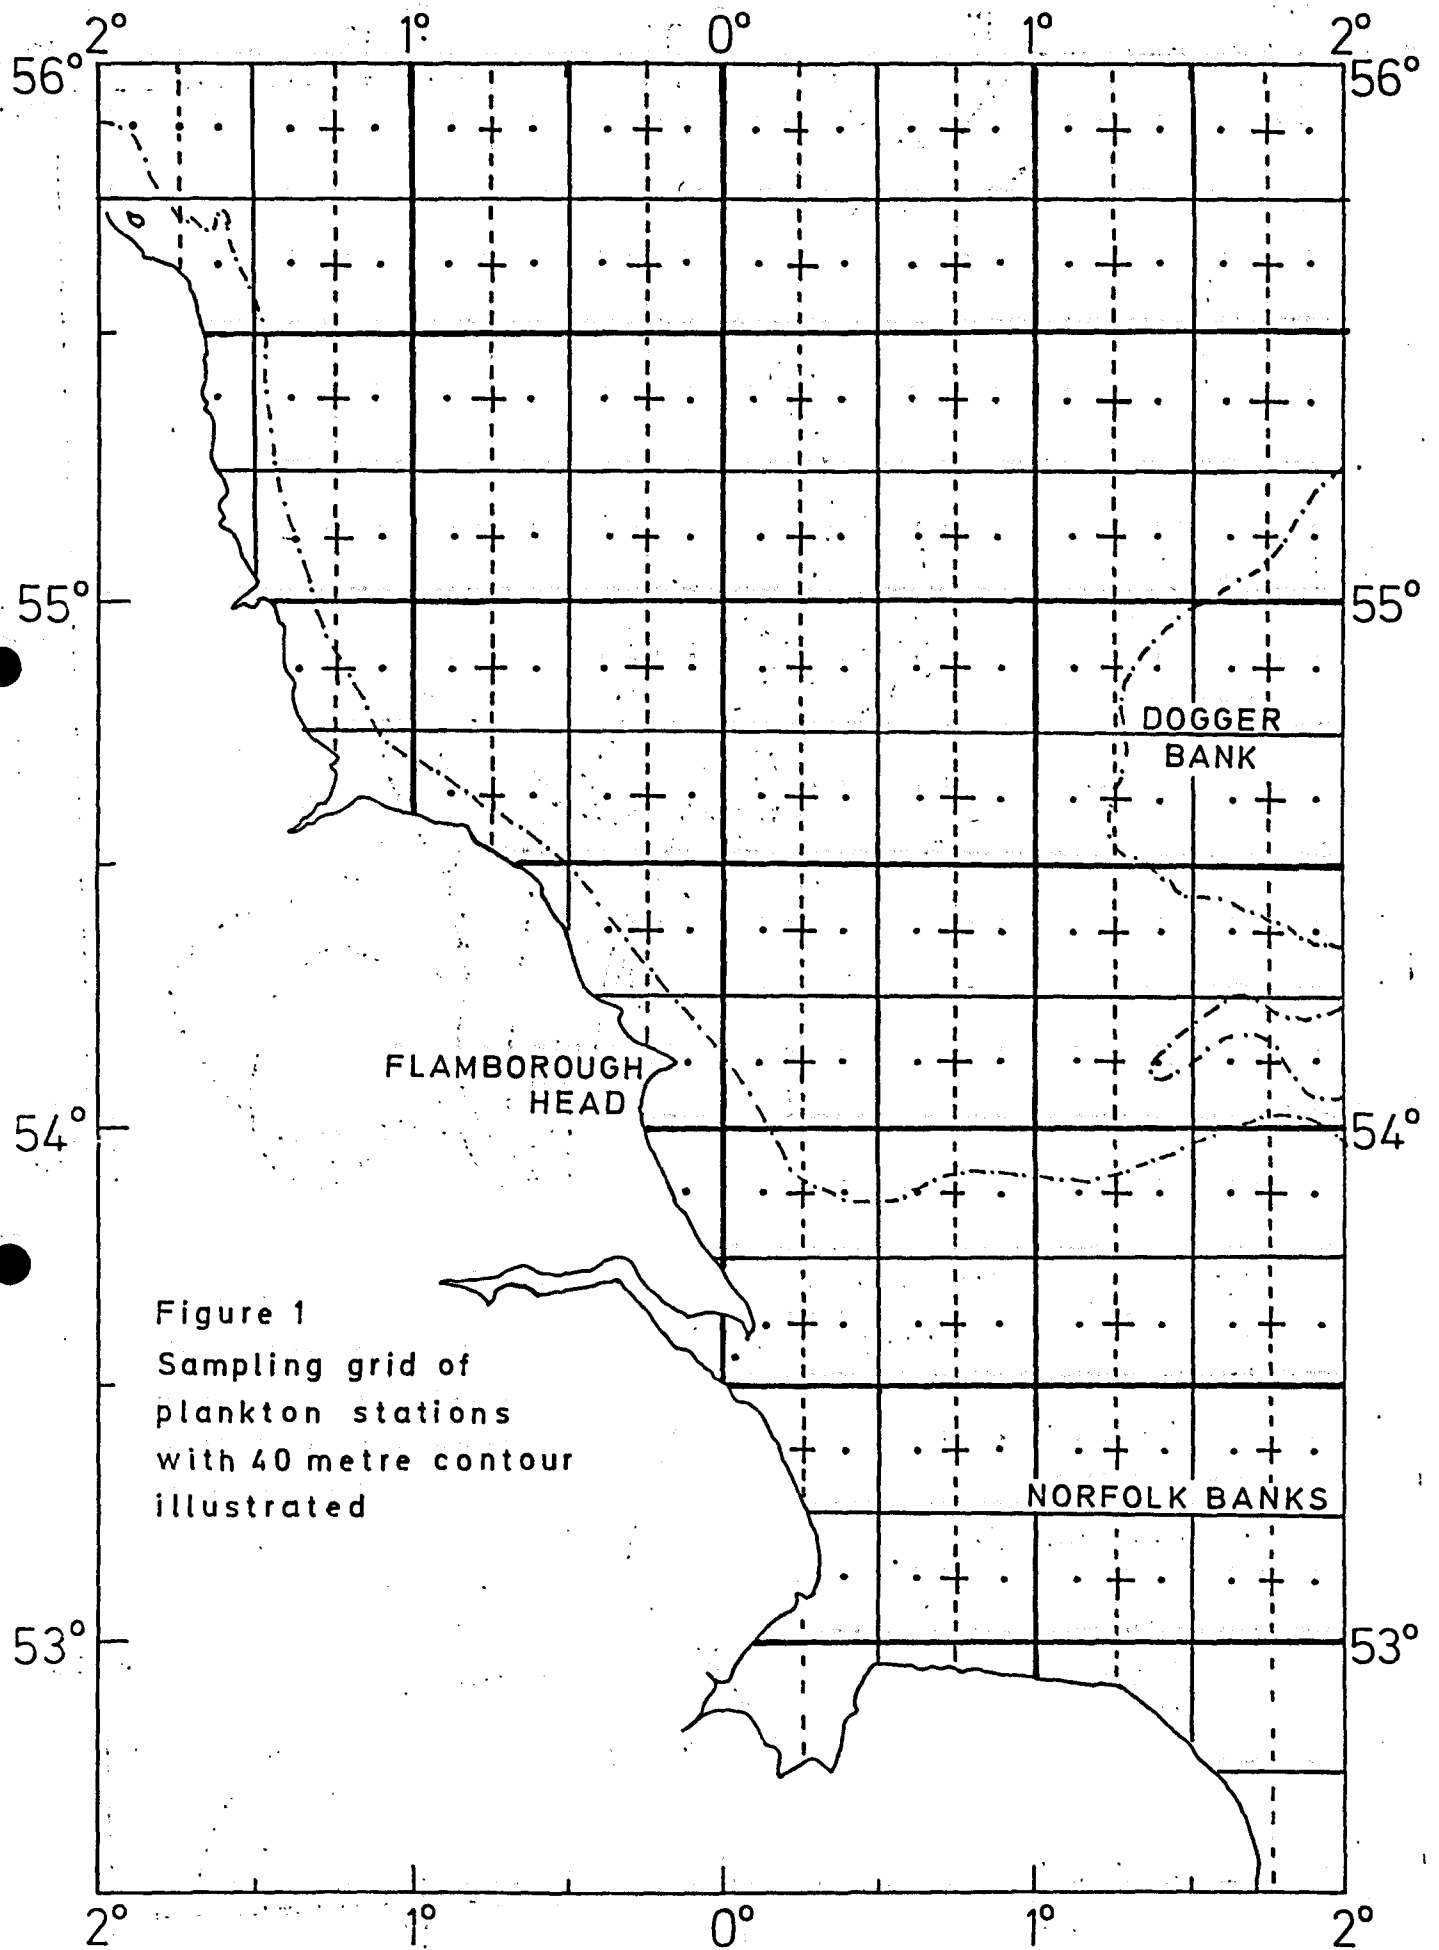 2° 1° 0° 1° 2°
56° 56°
55° 55°
DOGGER
BANK
FLAMBOROUGH
HEAD
54° 54°
Figure 1
Sampling grid of
plankton stations
with 40 metre contour
illustrated
NORFOLK BANKS
53° 53°
2° 1° 0° 1° 2°